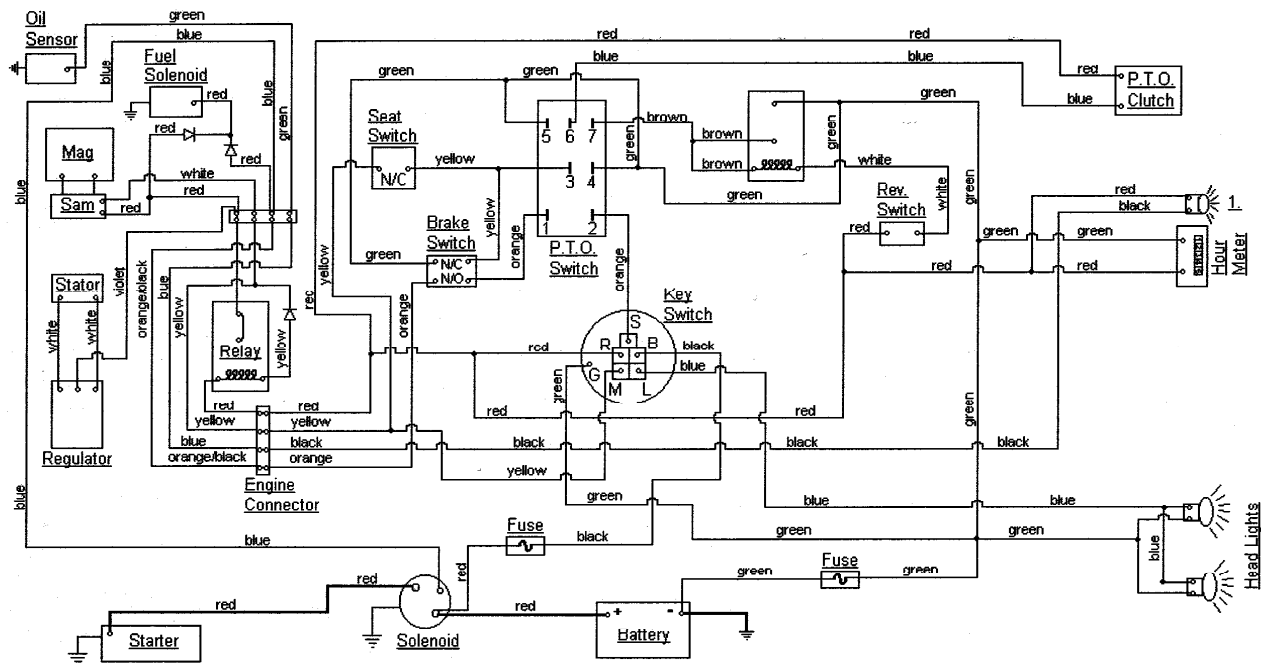 Oil
Sensor
green
blue
red
red
Fuel
Solenoid
red
blue
blue
green
red
red
Mag
white
red
Sam
red
green
green
blue
blue
Seat
Switch
N/C
yellow
5
6
7
3
4
1
2
P.T.O.
Switch
brown
brown
brown
green
green
green
green
white
white
red
blue
P.T.O.
Clutch
Rev.
Switch
red
green
red
black
1.
green
green
red
red
Hour
Meter
Brake
Switch
N/C
N/O
green
yellow
orange
orange
orange
yellow
red
blue
Stator
white
white
violet
orange/black
blue
yellow
Relay
yellow
Key
Switch
S
R
B
G
M
L
red
black
blue
green
red
red
red
red
yellow
yellow
blue
black
black
black
black
orange/black
orange
Regulator
Engine
Connector
yellow
green
green
blue
blue
blue
green
green
Head Lights
blue
blue
Fuse
black
red
Fuse
green
green
red
red
red
Starter
Solenoid
+
-
Battery